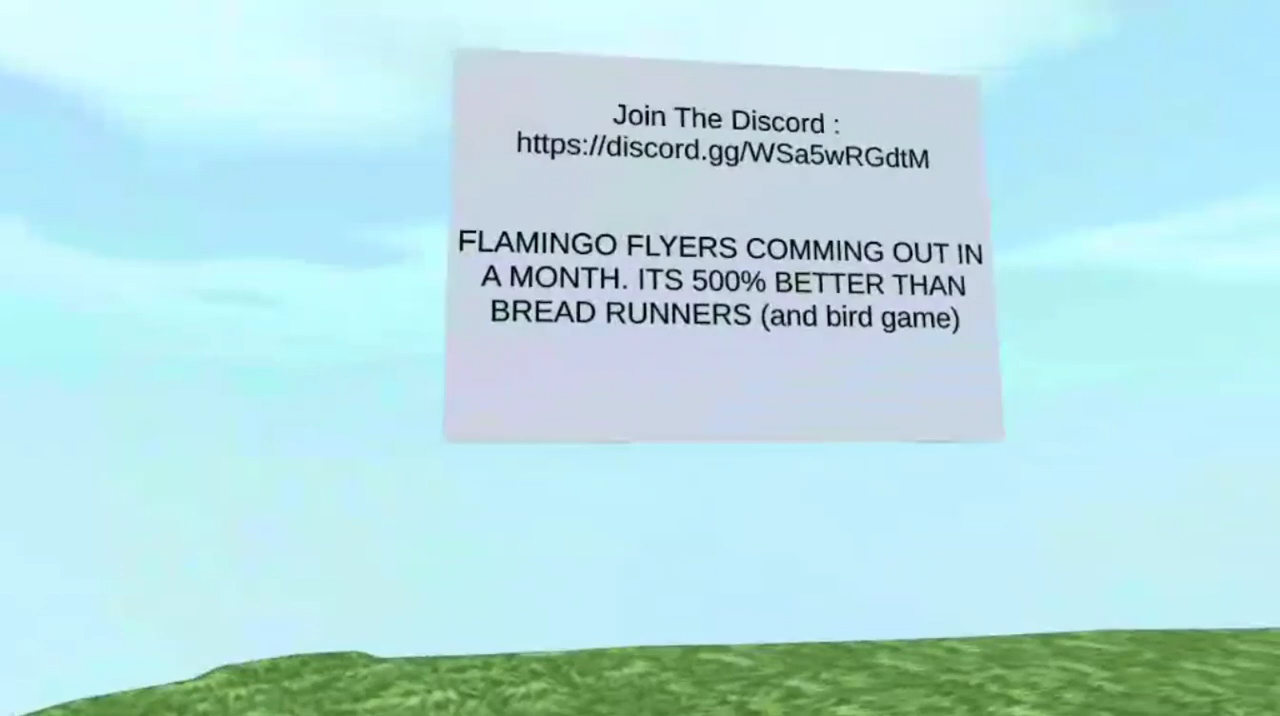 Join The Discord :
https://discord.gg/WSa5wRGdtM
FLAMINGO FLYERS COMMING OUT IN
A MONTH. ITS 500% BETTER THAN
BREAD RUNNERS (and bird game)